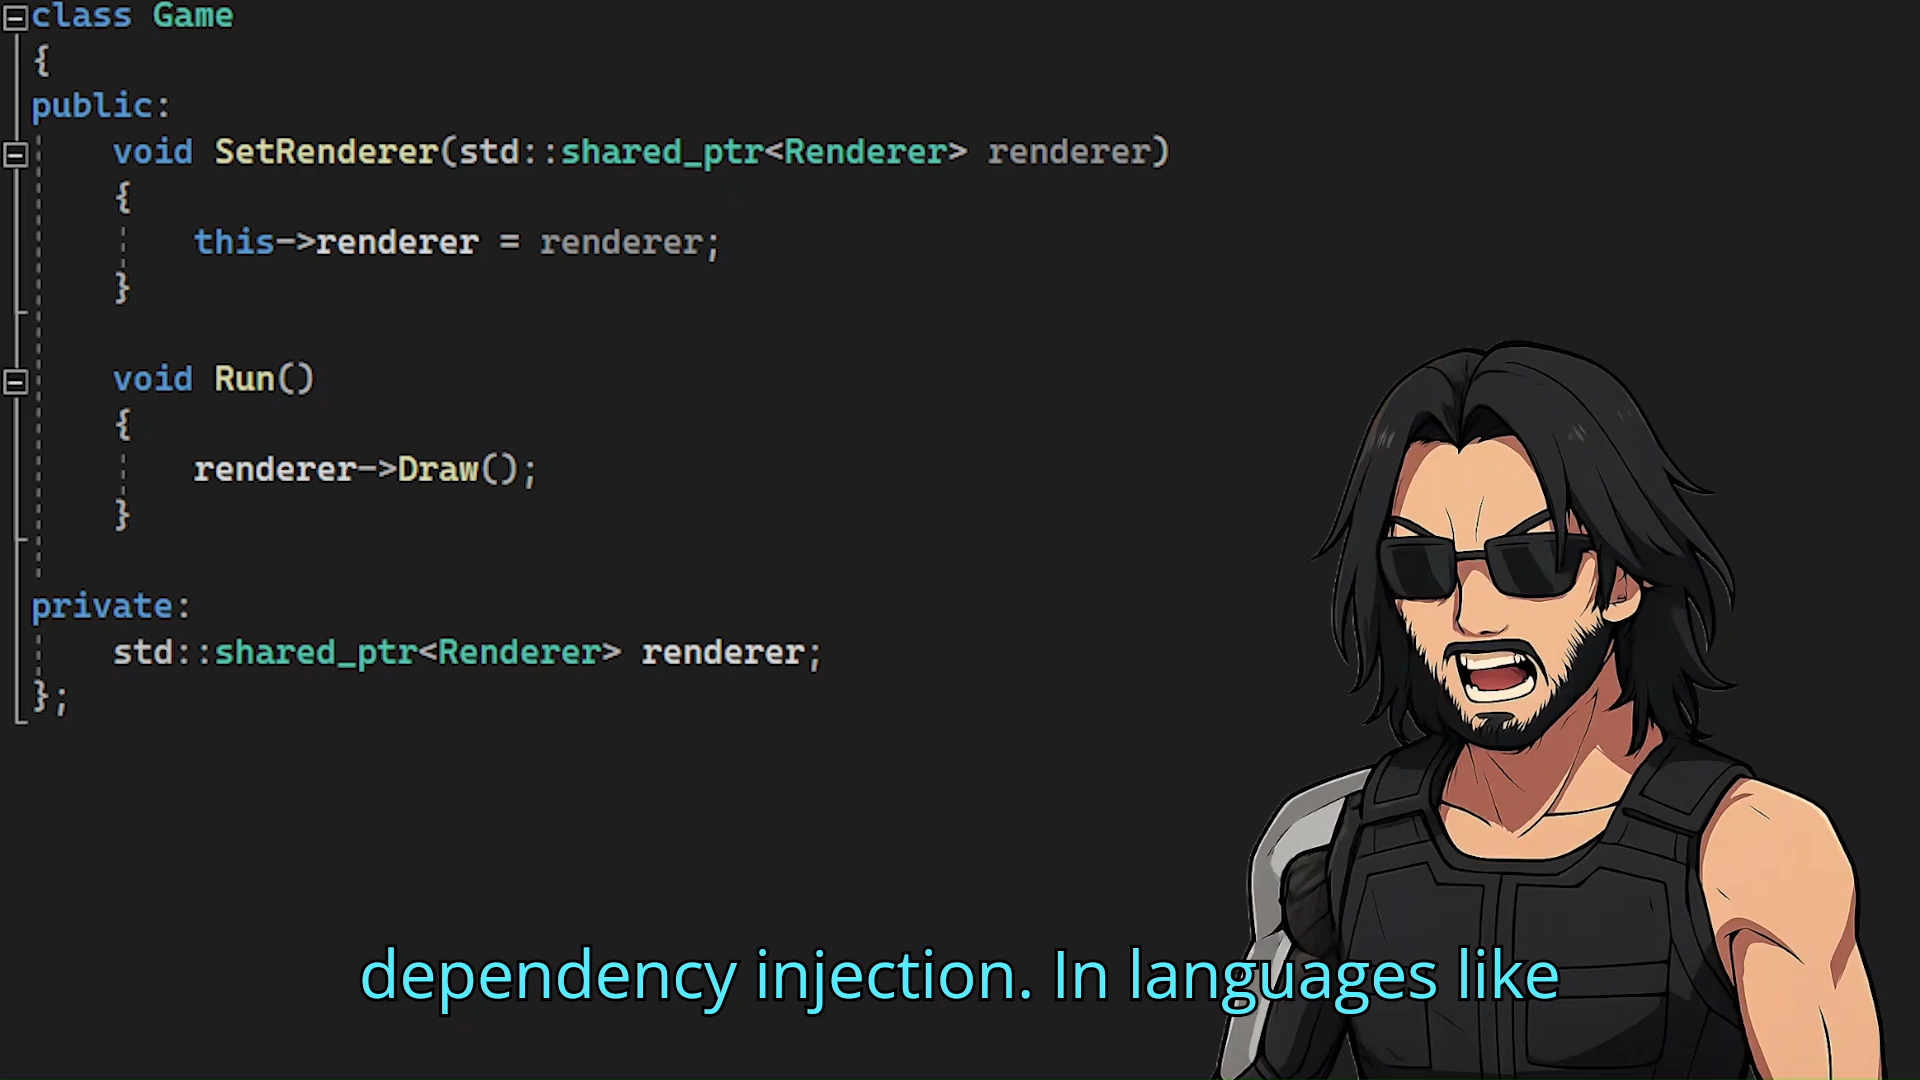 class Game
{
public:
    void SetRenderer(std::shared_ptr<Renderer> renderer)
    {
        this->renderer = renderer;
    }
    void Run()
    {
        renderer->Draw();
    }
private:
    std::shared_ptr<Renderer> renderer;
};
dependency injection. In languages like